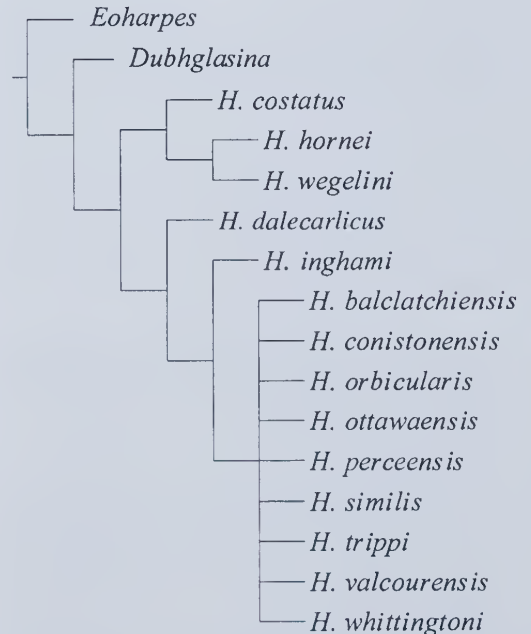 Eoharpes
Dubhglasina
H. costatus
H. hornei
H. wegelini
H. dalecarlicus
H. inghami
H. balclatchiensis
H. conistonensis
H. orbicularis
H. ottawaensis
H. perceensis
H. similis
H. trippi
H. valcourensis
H. whittingtoni